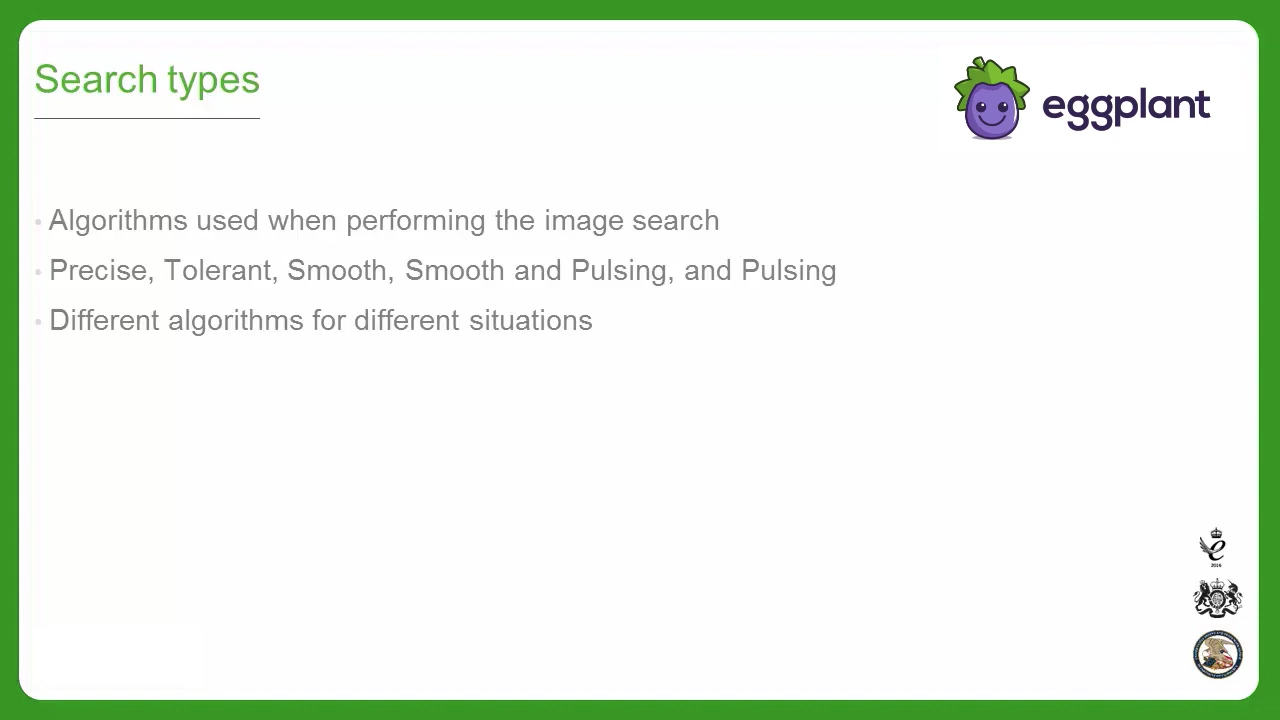 Search types
eggplant
Algorithms used when performing the image search
Precise, Tolerant, Smooth, Smooth and Pulsing, and Pulsing
Different algorithms for different situations
2016